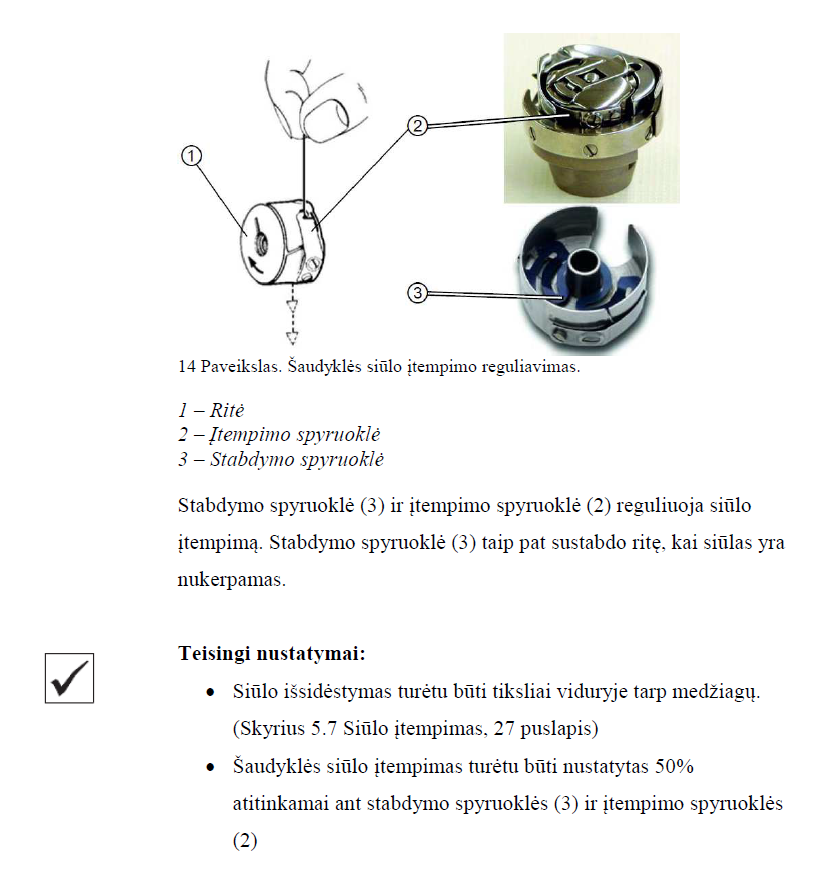 1
2
3
14 Paveikslas. Šaudyklės siūlo įtempimo reguliavimas.
1 – Ritė
2 – Įtempimo spyruoklė
3 – Stabdymo spyruoklė
Stabdymo spyruoklė (3) ir įtempimo spyruoklė (2) reguliuoja siūlo
įtempimą. Stabdymo spyruoklė (3) taip pat sustabdo ritę, kai siūlas yra
nukerpamas.
Teisingi nustatymai:
• Siūlo išsidėstymas turėtu būti tiksliai viduryje tarp medžiagų.
(Skyrius 5.7 Siūlo įtempimas, 27 puslapis)
• Šaudyklės siūlo įtempimas turėtu būti nustatytas 50%
atitinkamai ant stabdymo spyruoklės (3) ir įtempimo spyruoklės
(2)